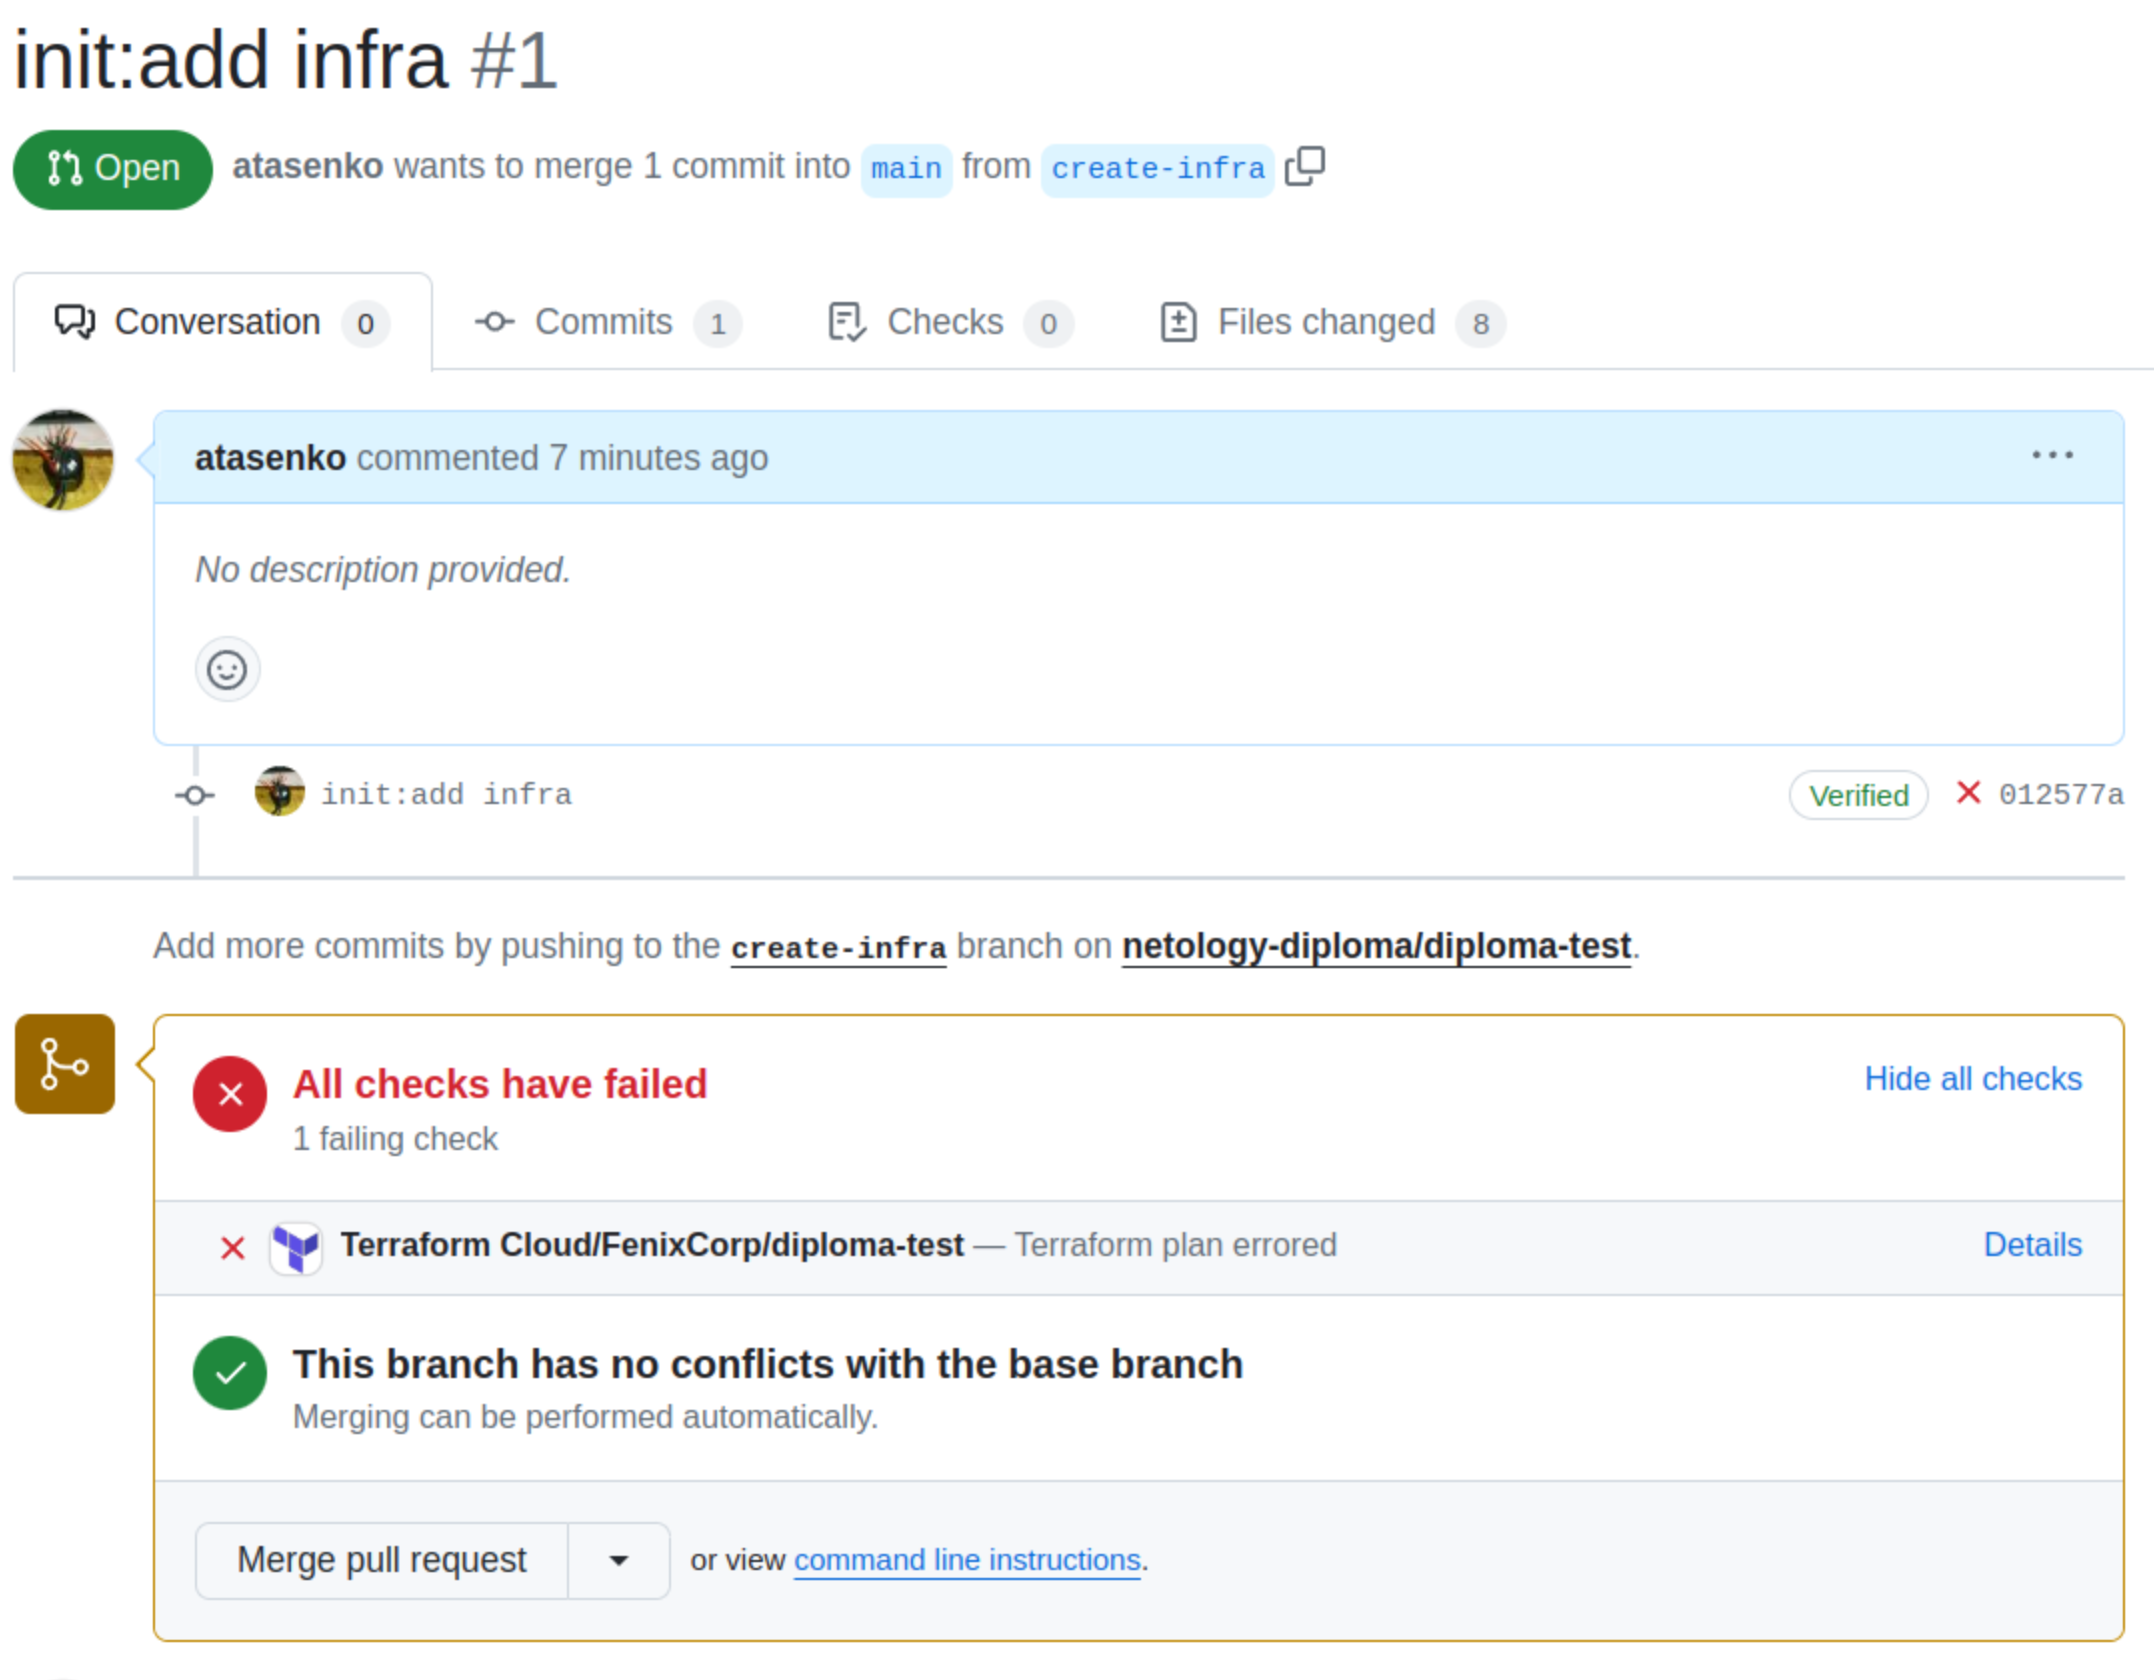 init:add infra #1
Open atasenko wants to merge 1 commit into main from create-infra
Conversation 0 Commits 1 Checks 0 Files changed 8
atasenko commented 7 minutes ago
No description provided.
init:add infra Verified 012577a
Add more commits by pushing to the create-infra branch on netology-diploma/diploma-test.
All checks have failed Hide all checks
1 failing check
Terraform Cloud/FenixCorp/diploma-test — Terraform plan errored Details
This branch has no conflicts with the base branch
Merging can be performed automatically.
Merge pull request or view command line instructions.